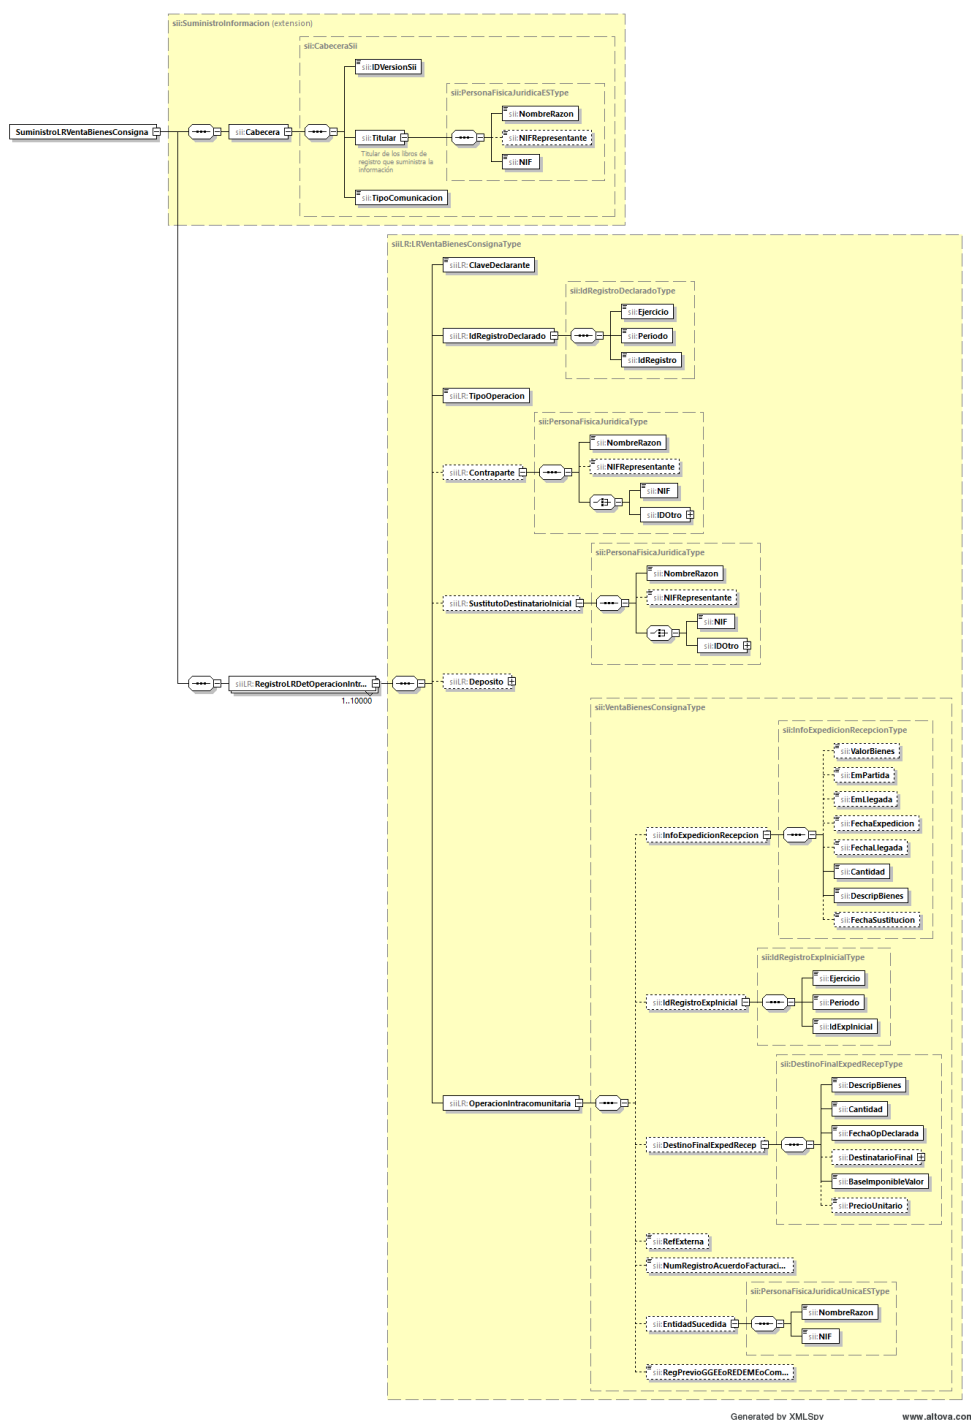 sii:SuministroInformacion (extension)
sii:CabeceraSii
sii:IDVersionSii
sii:PersonaFisicaJuridicaESType
sii:NombreRazon
SuministroLRVentaBienesConsigna
sii:Cabecera
sii:Titular
sii:NIFRepresentante
Titular de los libros de
registro que suministra la
información
sii:NIF
sii:TipoComunicacion
siiLR:LRVentaBienesConsignaType
siiLR:ClaveDeclarante
sii:IdRegistroDeclaradoType
sii:Ejercicio
siiLR:IdRegistroDeclarado
sii:Periodo
sii:IdRegistro
siiLR:TipoOperacion
sii:PersonaFisicaJuridicaType
sii:NombreRazon
siiLR:Contraparte
sii:NIFRepresentante
sii:NIF
sii:IDOtro
sii:PersonaFisicaJuridicaType
sii:NombreRazon
siiLR:SustitutoDestinatarioInicial
sii:NIFRepresentante
sii:NIF
sii:IDOtro
siiLR:RegistroLRDetOperacionIntr...
1..10000
siiLR:Deposito
sii:VentaBienesConsignaType
sii:InfoExpedicionRecepcionType
sii:ValorBienes
sii:EmPartida
sii:EmLlegada
sii:FechaExpedicion
sii:InfoExpedicionRecepcion
sii:FechaLlegada
sii:Cantidad
sii:DescripBienes
sii:FechaSustitucion
sii:IdRegistroExpInicialType
sii:Ejercicio
sii:IdRegistroExpInicial
sii:Periodo
sii:IdExpInicial
sii:DestinoFinalExpedRecepType
sii:DescripBienes
siiLR:OperacionIntracomunitaria
sii:Cantidad
sii:FechaOpDeclarada
sii:DestinoFinalExpedRecep
sii:DestinatarioFinal
sii:BaseImponibleValor
sii:PrecioUnitario
sii:RefExterna
sii:NumRegistroAcuerdoFacturaci...
sii:PersonaFisicaJuridicaUnicaESType
sii:NombreRazon
sii:EntidadSucedida
sii:NIF
sii:RegPrevioGGEEoREDEMEoCom...
Generated by XMLSpy
www.altova.com